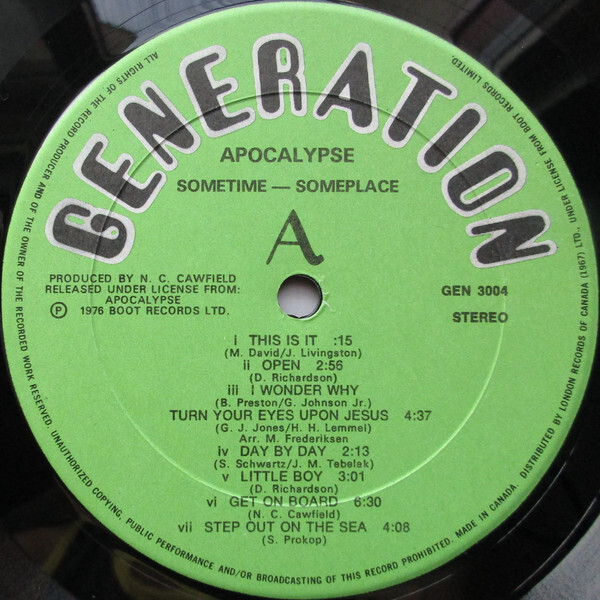 GENERATION
APOCALYPSE
SOMETIME — SOMEPLACE
A
PRODUCED BY N. C. CAWFIELD
RELEASED UNDER LICENSE FROM:
APOCALYPSE
Ⓟ 1976 BOOT RECORDS LTD.
GEN 3004
STEREO
i THIS IS IT :15
(M. David/J. Livingston)
ii OPEN 2:56
(D. Richardson)
iii I WONDER WHY
(B. Preston/G. Johnson Jr.)
TURN YOUR EYES UPON JESUS 4:37
(G. J. Jones/H. H. Lemmel)
Arr. M. Frederiksen
iv DAY BY DAY 2:13
(S. Schwartz/J. M. Tebelak)
v LITTLE BOY 3:01
(D. Richardson)
vi GET ON BOARD 6:30
(N. C. Cawfield)
vii STEP OUT ON THE SEA 4:08
(S. Prokop)
ALL RIGHTS OF THE RECORD PRODUCER AND OF THE OWNER OF THE RECORDED WORK RESERVED. UNAUTHORIZED COPYING, PUBLIC PERFORMANCE AND/OR BROADCASTING OF THIS RECORD PROHIBITED. MADE IN CANADA. DISTRIBUTED BY LONDON RECORDS OF CANADA (1967) LTD., UNDER LICENSE FROM BOOT RECORDS LIMITED.